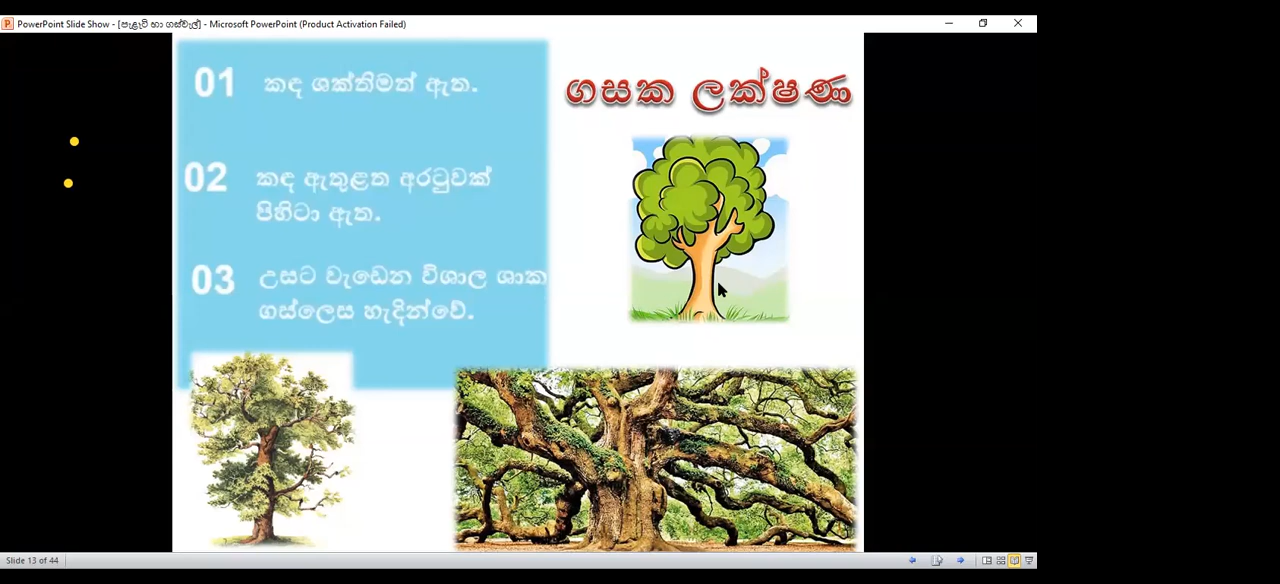 PowerPoint Slide Show - [පැළෑටි හා ගස්වැල්] - Microsoft PowerPoint (Product Activation Failed)
ගසක ලක්ෂණ
01 කඳ ශක්තිමත් ඇත.
02 කඳ ඇතුළත අරටුවක්
පිහිටා ඇත.
03 උසට වැඩෙන විශාල ශාක
ගස්ලෙස හැදින්වේ.
Slide 13 of 44